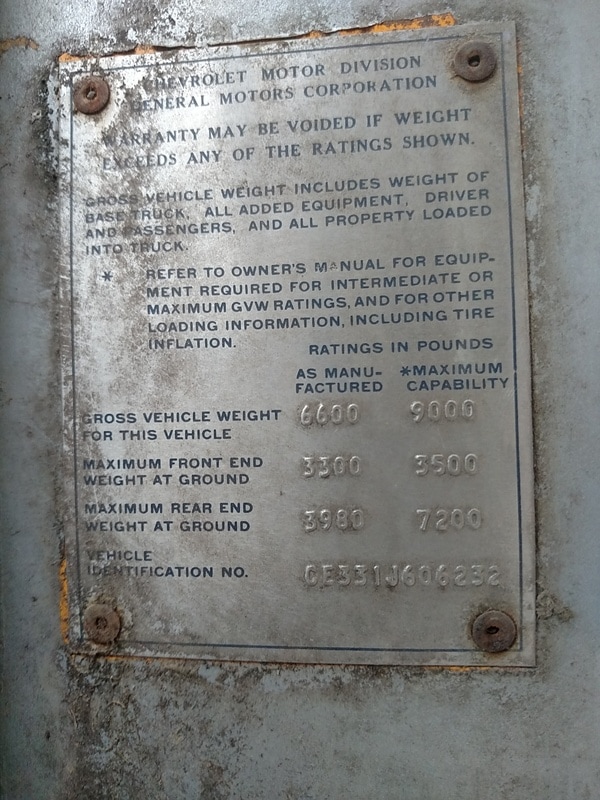 CHEVROLET MOTOR DIVISION
GENERAL MOTORS CORPORATION
WARRANTY MAY BE VOIDED IF WEIGHT
EXCEEDS ANY OF THE RATINGS SHOWN.
GROSS VEHICLE WEIGHT INCLUDES WEIGHT OF
BASE TRUCK, ALL ADDED EQUIPMENT, DRIVER
AND PASSENGERS, AND ALL PROPERTY LOADED
INTO TRUCK.
* REFER TO OWNER'S MANUAL FOR EQUIP-
MENT REQUIRED FOR INTERMEDIATE OR
MAXIMUM GVW RATINGS, AND FOR OTHER
LOADING INFORMATION, INCLUDING TIRE
INFLATION.
RATINGS IN POUNDS
AS MANU- *MAXIMUM
FACTURED CAPABILITY
GROSS VEHICLE WEIGHT 6600 9000
FOR THIS VEHICLE
MAXIMUM FRONT END 3300 3500
WEIGHT AT GROUND
MAXIMUM REAR END 3980 7200
WEIGHT AT GROUND
VEHICLE
IDENTIFICATION NO. CE331J606232